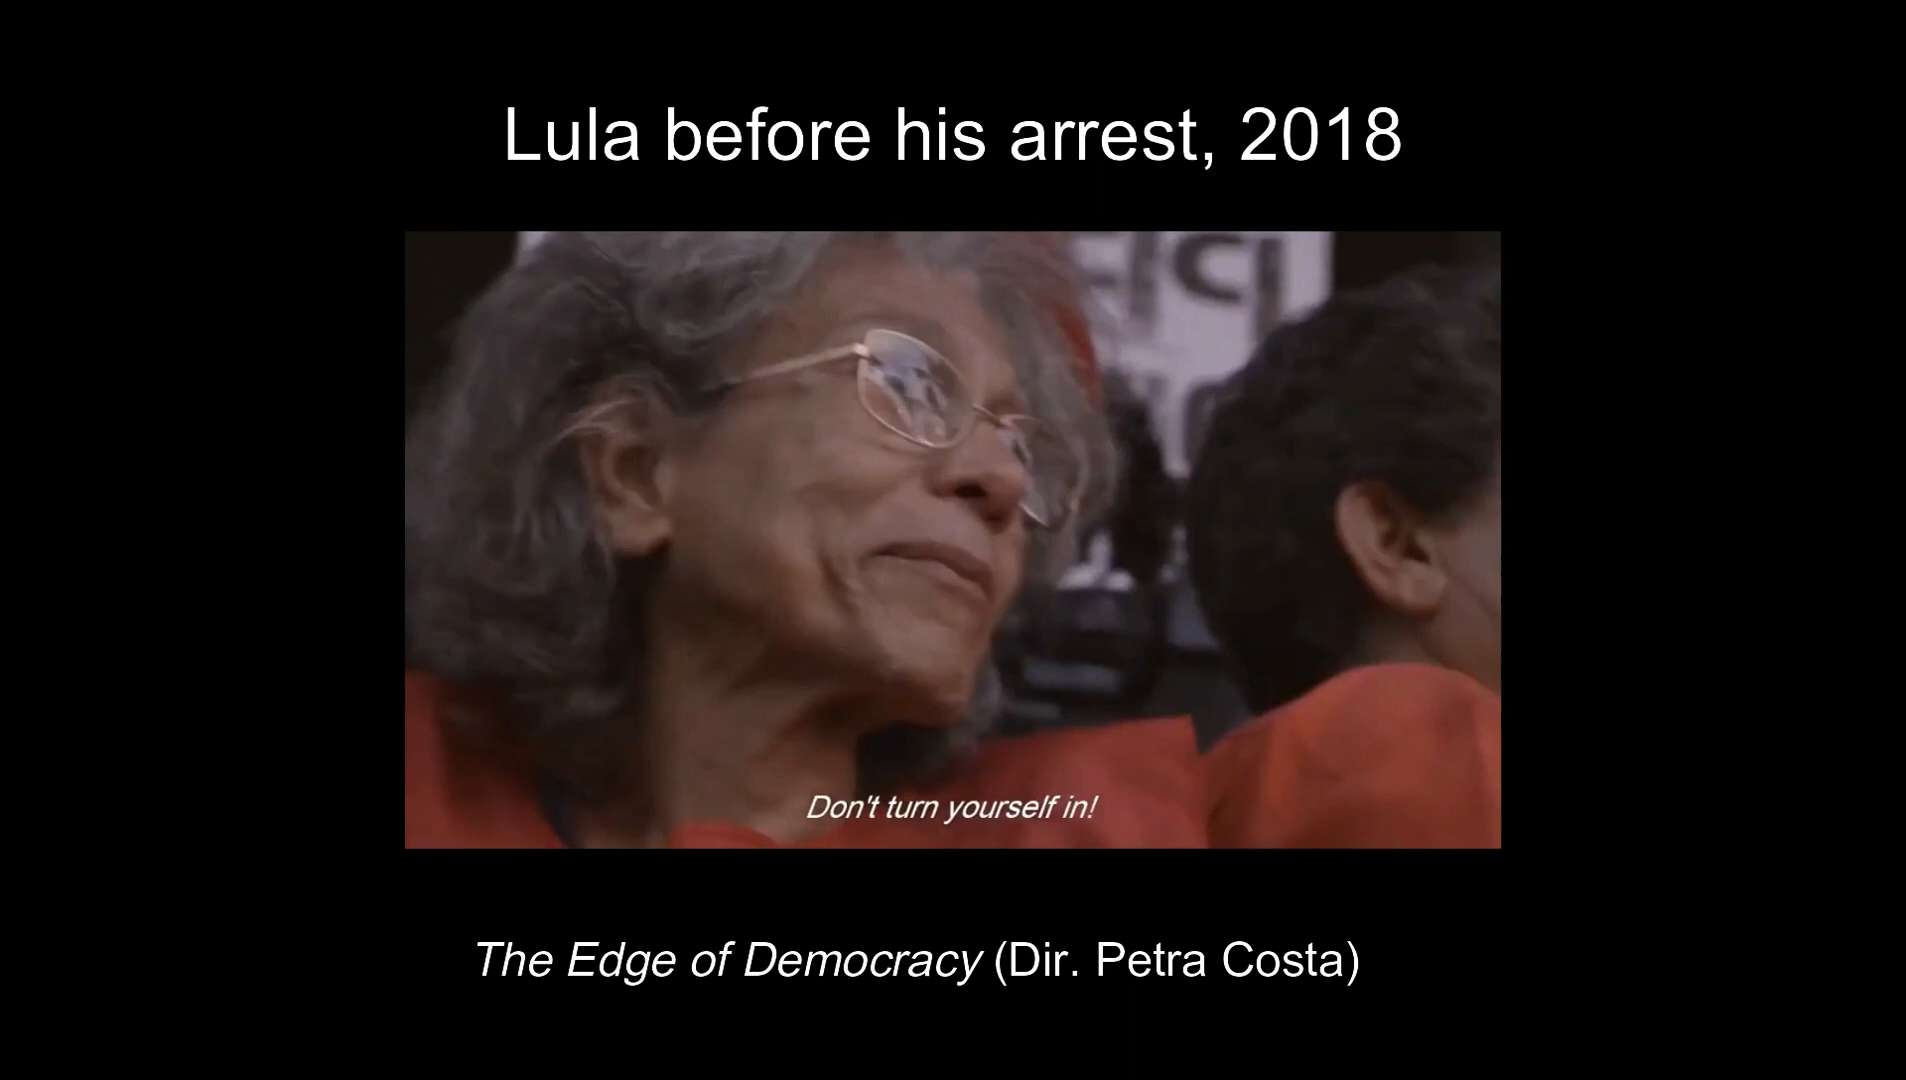 Lula before his arrest, 2018
Don't turn yourself in!
The Edge of Democracy (Dir. Petra Costa)